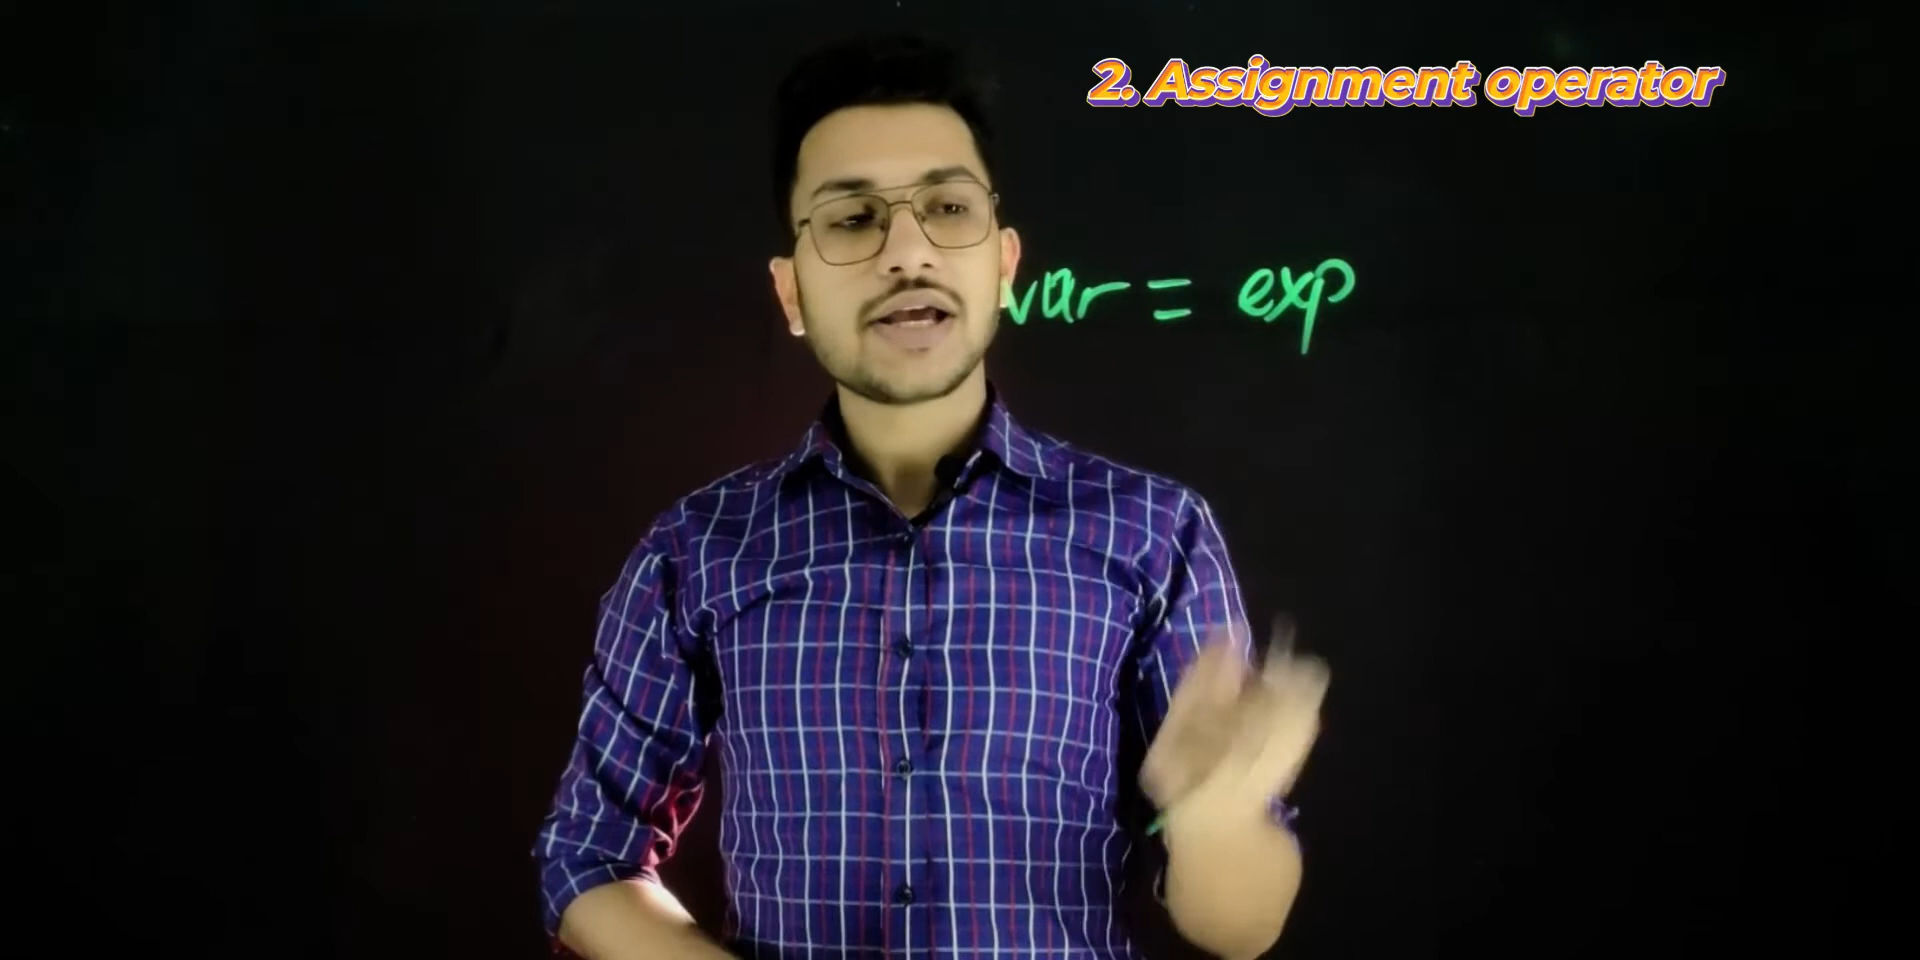 2. Assignment operator
var = exp